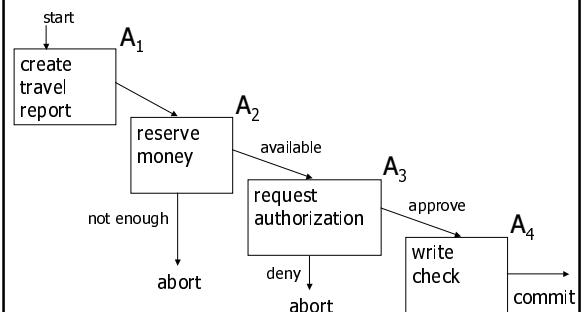 start
A1
create
travel
report
A2
reserve
money
available
A3
request
authorization
not enough
approve
A4
write
check
abort
deny
abort
commit